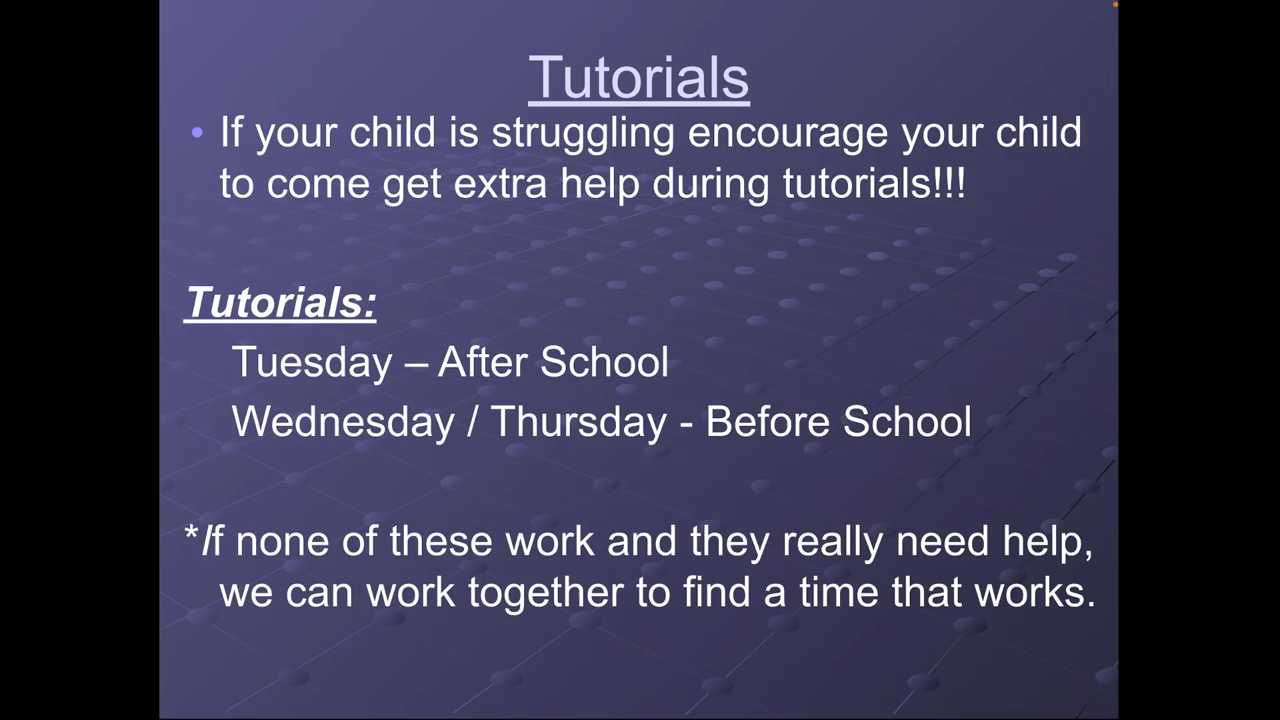 Tutorials
• If your child is struggling encourage your child
to come get extra help during tutorials!!!
Tutorials:
Tuesday – After School
Wednesday / Thursday - Before School
*If none of these work and they really need help,
we can work together to find a time that works.